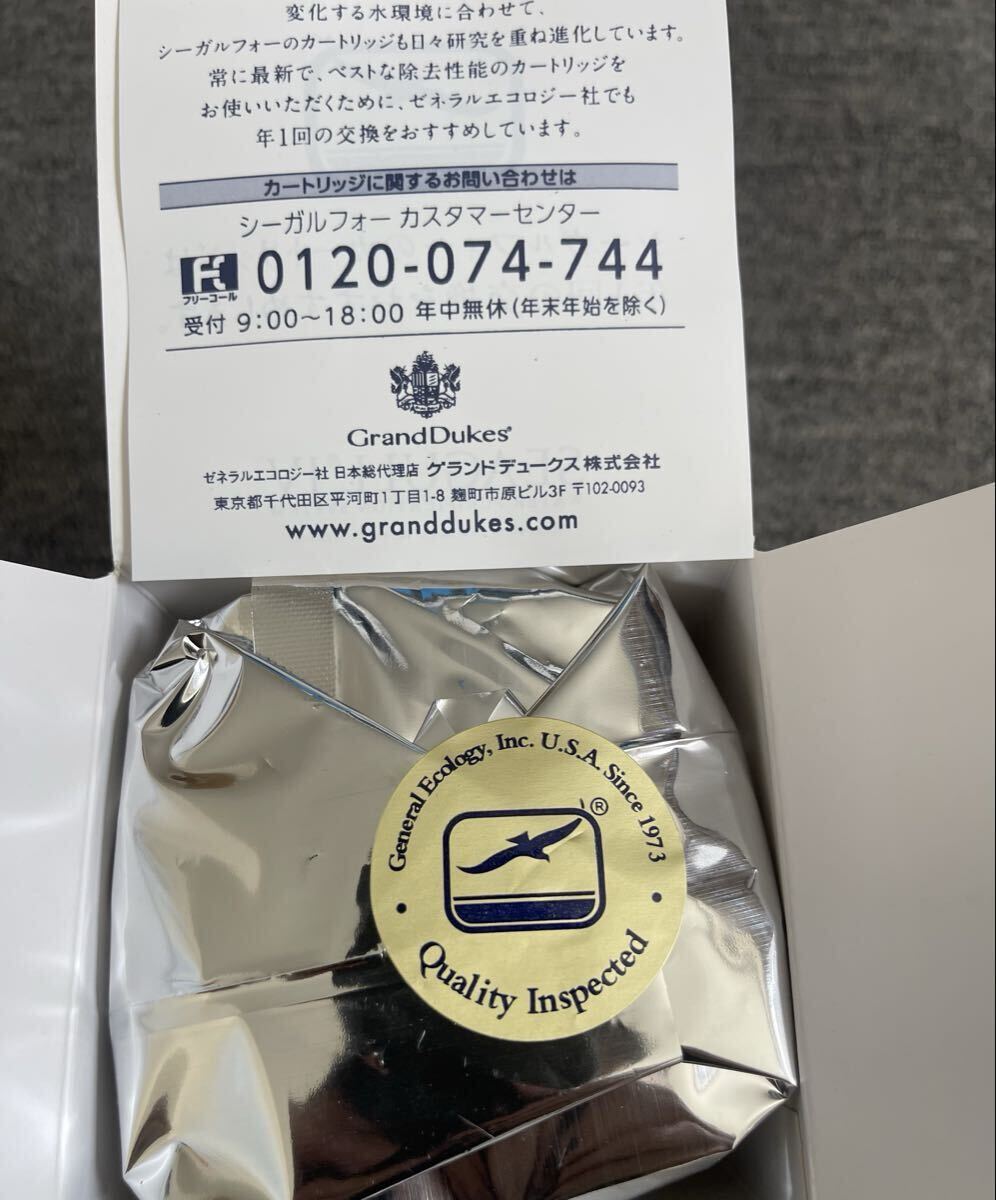 変化する水環境に合わせて、
シーガルフォーのカートリッジも日々研究を重ね進化しています。
常に最新で、ベストな除去性能のカートリッジを
お使いいただくために、ゼネラルエコロジー社でも
年1回の交換をおすすめしています。
カートリッジに関するお問い合わせは
シーガルフォー カスタマーセンター
フリーコール 0120-074-744
受付 9:00～18:00 年中無休(年末年始を除く)
GrandDukes®
ゼネラルエコロジー社 日本総代理店 グランドデュークス株式会社
東京都千代田区平河町1丁目1-8 麹町市原ビル3F 〒102-0093
www.granddukes.com
General Ecology, Inc. U.S.A. Since 1973
®
• Quality Inspected •